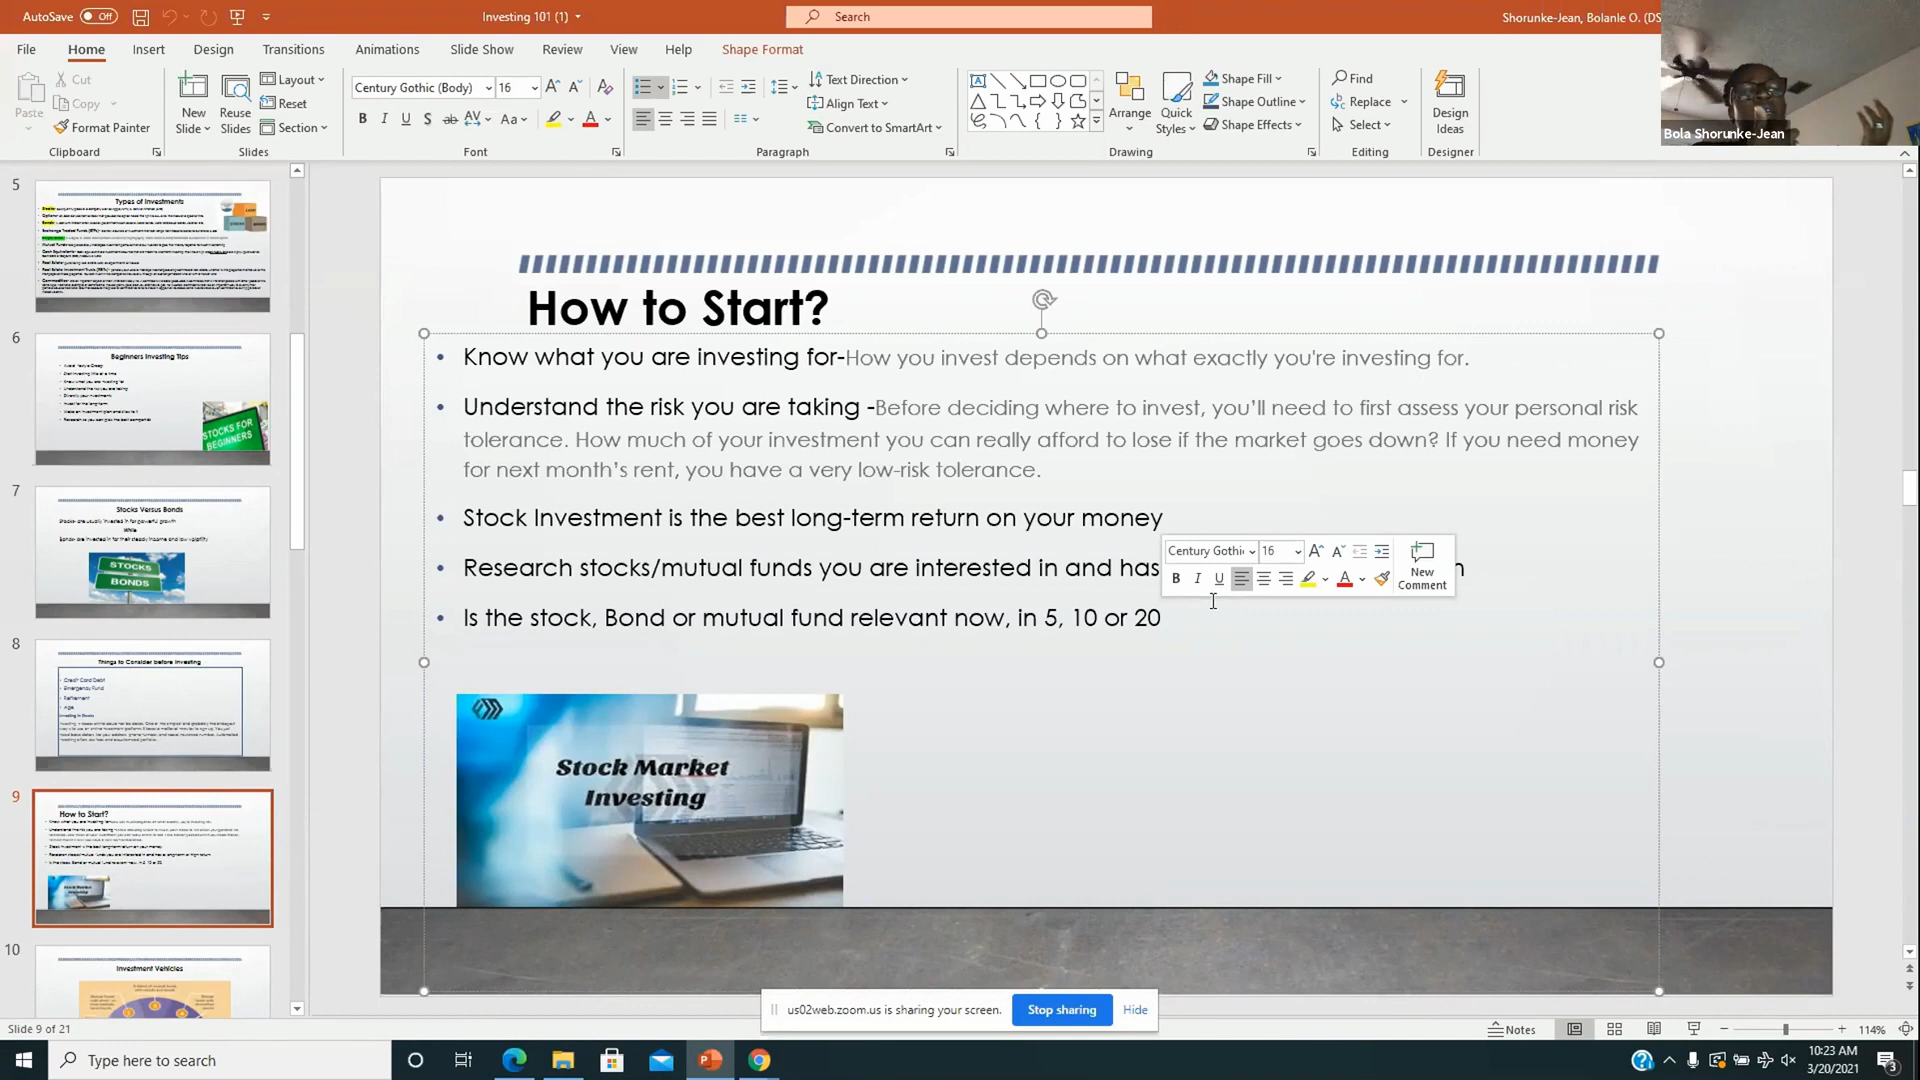 AutoSave Off
Investing 101 (1)
Search
Shorunke-Jean, Bolanle O. (DS
File Home Insert Design Transitions Animations Slide Show Review View Help Shape Format
Paste
Cut
Copy
Format Painter
Clipboard
New Slide
Reuse Slides
Layout
Reset
Section
Slides
Century Gothic (Body) 16
Font
Text Direction
Align Text
Convert to SmartArt
Paragraph
Arrange
Quick Styles
Shape Fill
Shape Outline
Shape Effects
Drawing
Find
Replace
Select
Editing
Design Ideas
Designer
Bola Shorunke-Jean
5
Types of Investments
6
Beginners Investing Tips
STOCKS FOR BEGINNERS
7
Stocks Versus Bonds
STOCKS
BONDS
8
Things to Consider before Investing
Credit Card Debt
Emergency Fund
Retirement
Age
9
How to Start?
10
Investment Vehicles
How to Start?
• Know what you are investing for-How you invest depends on what exactly you're investing for.
• Understand the risk you are taking -Before deciding where to invest, you’ll need to first assess your personal risk
tolerance. How much of your investment you can really afford to lose if the market goes down? If you need money
for next month’s rent, you have a very low-risk tolerance.
• Stock Investment is the best long-term return on your money
• Research stocks/mutual funds you are interested in and has
• Is the stock, Bond or mutual fund relevant now, in 5, 10 or 20
Century Gothi 16
New Comment
Stock Market
Investing
us02web.zoom.us is sharing your screen. Stop sharing Hide
Slide 9 of 21
Notes
114%
Type here to search
10:23 AM
3/20/2021
3